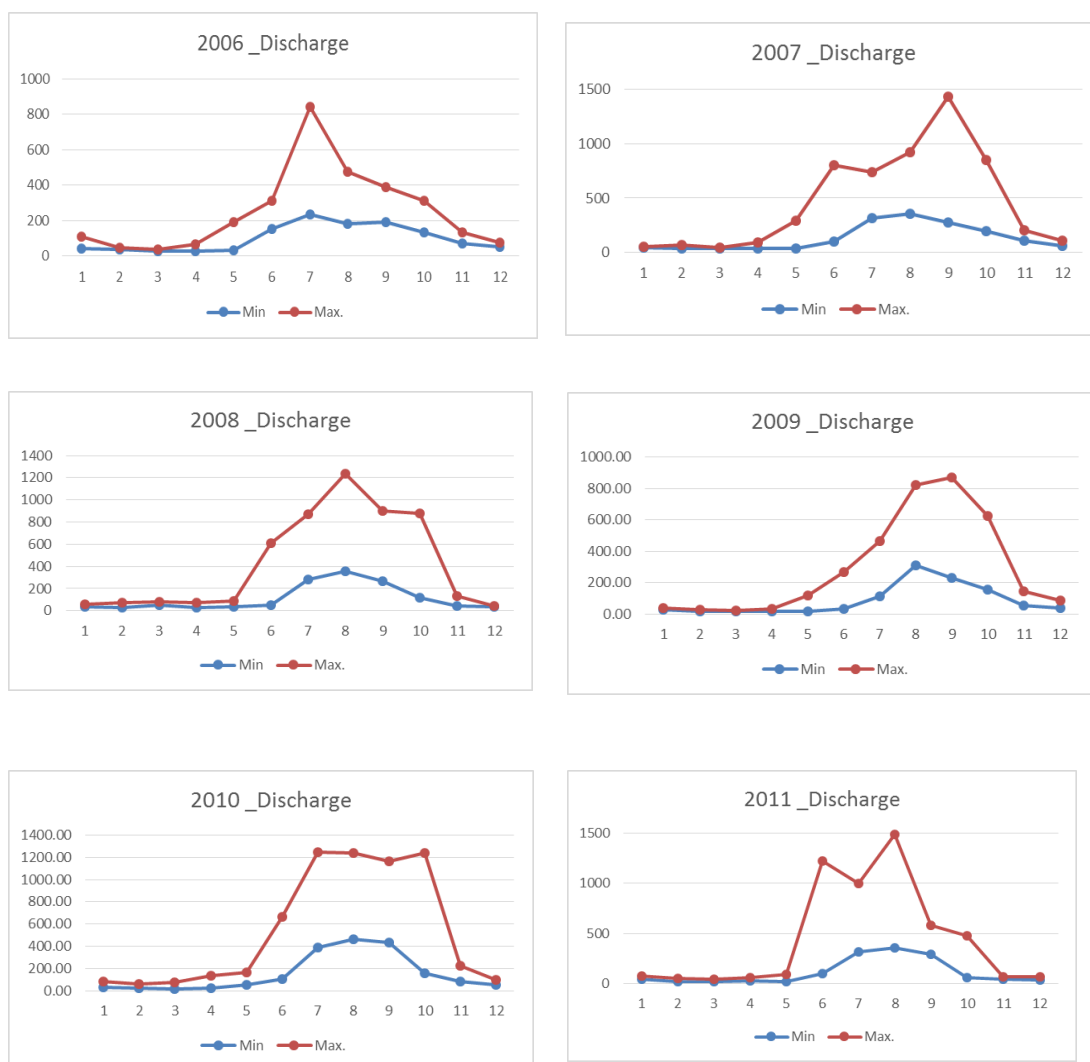 2006 _Discharge
1000
800
600
400
200
0
1 2 3 4 5 6 7 8 9 10 11 12
Min Max.
2007 _Discharge
1500
1000
500
0
1 2 3 4 5 6 7 8 9 10 11 12
Min Max.
2008 _Discharge
1400
1200
1000
800
600
400
200
0
1 2 3 4 5 6 7 8 9 10 11 12
Min Max.
2009 _Discharge
1000.00
800.00
600.00
400.00
200.00
0.00
1 2 3 4 5 6 7 8 9 10 11 12
Min Max.
2010 _Discharge
1400.00
1200.00
1000.00
800.00
600.00
400.00
200.00
0.00
1 2 3 4 5 6 7 8 9 10 11 12
Min Max.
2011 _Discharge
1500
1000
500
0
1 2 3 4 5 6 7 8 9 10 11 12
Min Max.